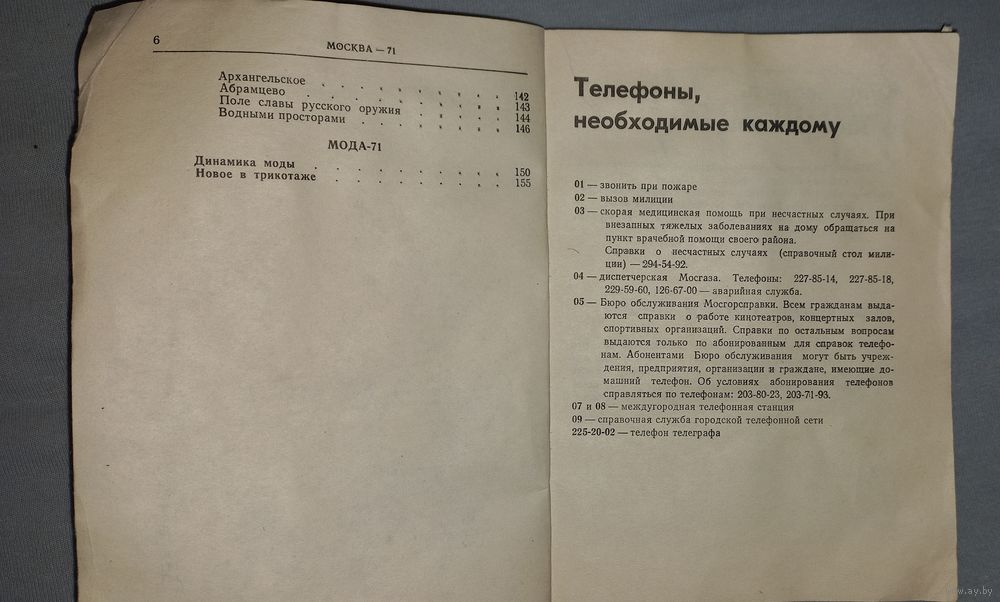 6
МОСКВА — 71
Архангельское . . . . . . . . . 142
Абрамцево . . . . . . . . . 143
Поле славы русского оружия . . . . 144
Водными просторами . . . . . . . 146
МОДА-71
Динамика моды . . . . . . . . 150
Новое в трикотаже . . . . . . . 155
Телефоны,
необходимые каждому
01 — звонить при пожаре
02 — вызов милиции
03 — скорая медицинская помощь при несчастных случаях. При
внезапных тяжелых заболеваниях на дому обращаться на
пункт врачебной помощи своего района.
Справки о несчастных случаях (справочный стол мили-
ции) — 294-54-92.
04 — диспетчерская Мосгаза. Телефоны: 227-85-14, 227-85-18,
229-59-60, 126-67-00 — аварийная служба.
05 — Бюро обслуживания Мосгорсправки. Всем гражданам выда-
ются справки о работе кинотеатров, концертных залов,
спортивных организаций. Справки по остальным вопросам
выдаются только по абонированным для справок телефо-
нам. Абонентами Бюро обслуживания могут быть учреж-
дения, предприятия, организации и граждане, имеющие до-
машний телефон. Об условиях абонирования телефонов
справляться по телефонам: 203-80-23, 203-71-93.
07 и 08 — междугородная телефонная станция
09 — справочная служба городской телефонной сети
225-20-02 — телефон телеграфа
www.ay.by